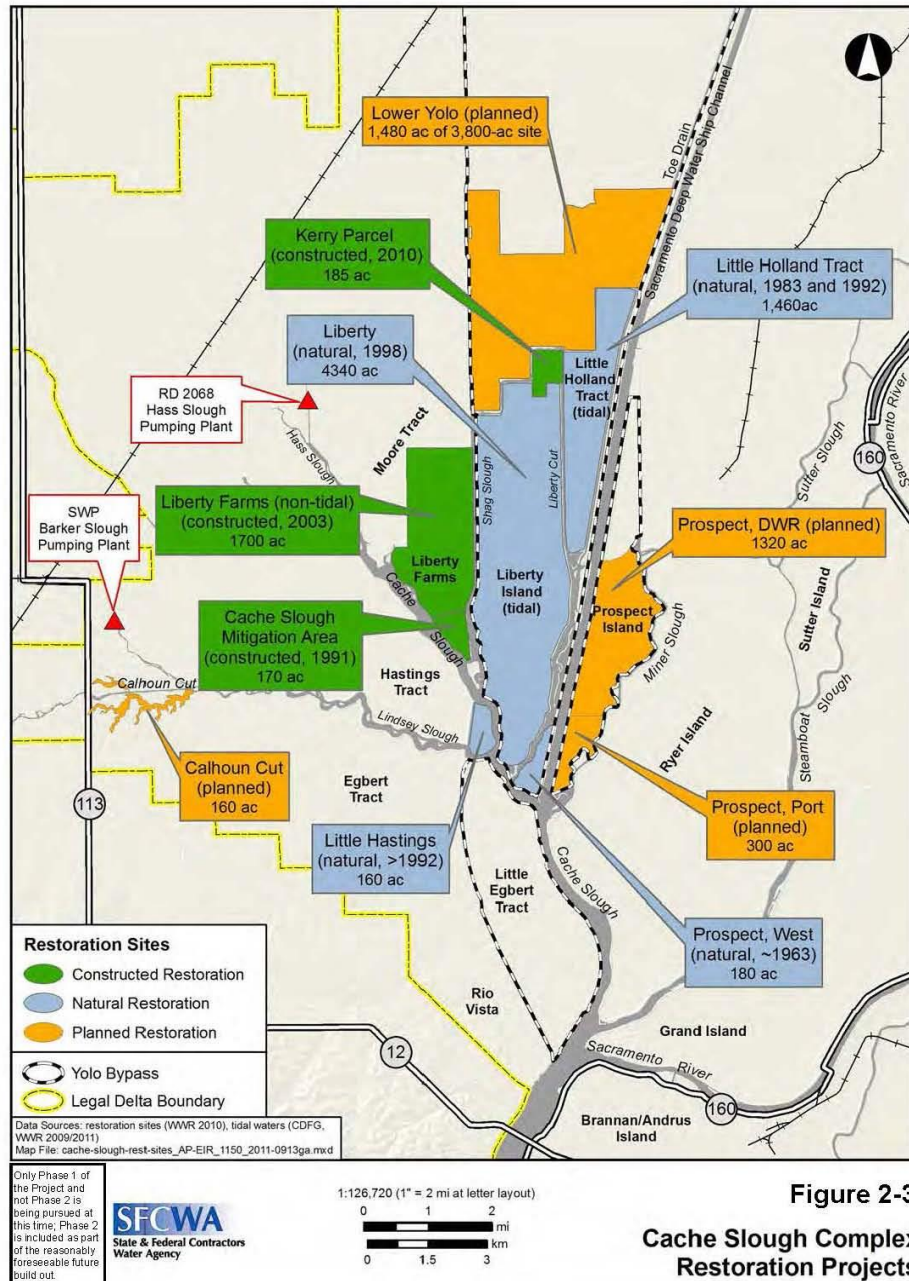 Lower Yolo (planned)
1,480 ac of 3,800-ac site
Toe Drain
Sacramento Deep Water Ship Channel
Kerry Parcel
(constructed, 2010)
185 ac
Little Holland Tract
(natural, 1983 and 1992)
1,460ac
Liberty
(natural, 1998)
4340 ac
Little
Holland
Tract
(tidal)
RD 2068
Hass Slough
Pumping Plant
Hass Slough
Moore Tract
Shag Slough
Liberty Cut
Sutter Slough
160
Sacramento River
SWP
Barker Slough
Pumping Plant
Liberty Farms (non-tidal)
(constructed, 2003)
1700 ac
Liberty
Farms
Cache Slough
Liberty
Island
(tidal)
Prospect, DWR (planned)
1320 ac
Prospect
Island
Miner Slough
Sutter Island
Cache Slough
Mitigation Area
(constructed, 1991)
170 ac
Calhoun Cut
Hastings
Tract
Lindsey Slough
Ryer Island
Steamboat Slough
Calhoun Cut
(planned)
160 ac
113
Egbert
Tract
Prospect, Port
(planned)
300 ac
Little Hastings
(natural, >1992)
160 ac
Little
Egbert
Tract
Cache Slough
Prospect, West
(natural, ~1963)
180 ac
Rio
Vista
Grand Island
12
Sacramento River
160
Brannan/Andrus
Island
Restoration Sites
Constructed Restoration
Natural Restoration
Planned Restoration
Yolo Bypass
Legal Delta Boundary
Data Sources: restoration sites (WWR 2010), tidal waters (CDFG,
WWR 2009/2011)
Map File: cache-slough-rest-sites_AP-EIR_1150_2011-0913ga.mxd
Only Phase 1 of
the Project and
not Phase 2 is
being pursued at
this time; Phase 2
is included as part
of the reasonably
foreseeable future
build out.
SFCWA
State & Federal Contractors
Water Agency
1:126,720 (1" = 2 mi at letter layout)
0 1 2
mi
km
0 1.5 3
Figure 2-3
Cache Slough Complex
Restoration Projects